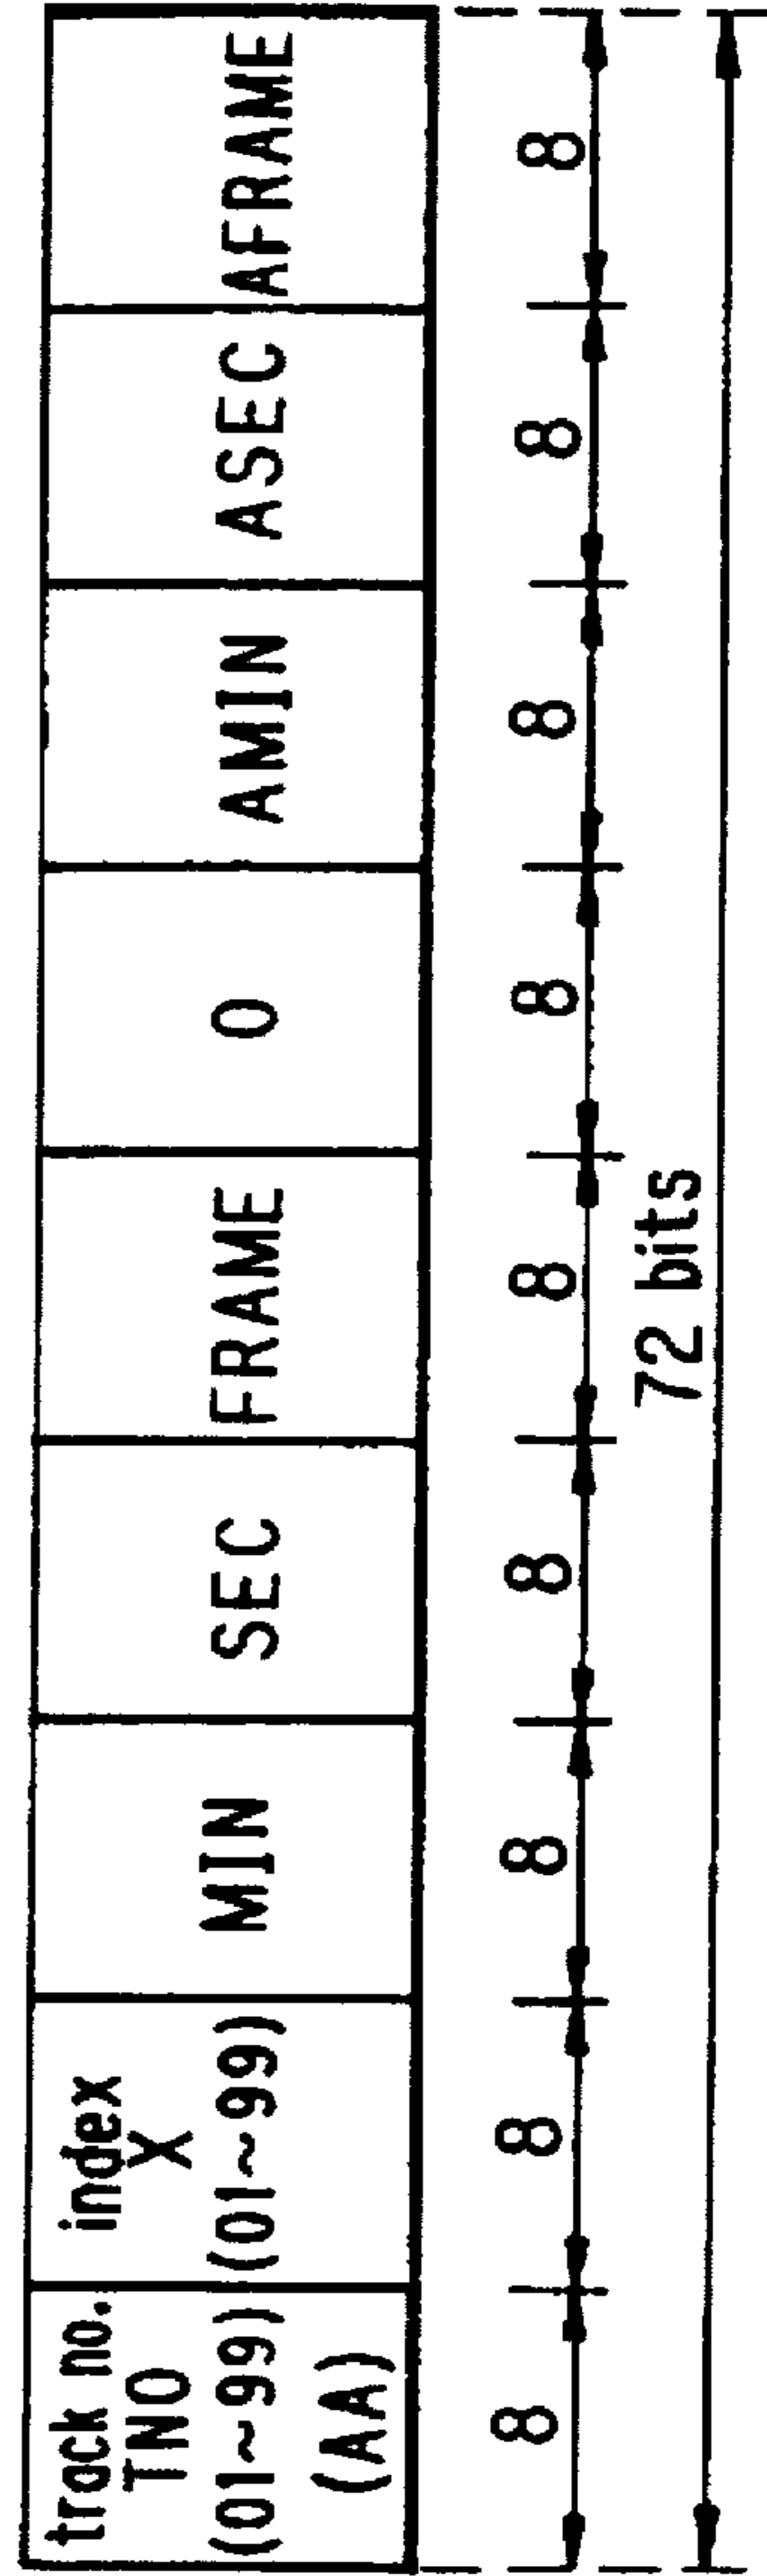 track no.
TNO
(01~99)
(AA)
index
X
(01~99)
MIN
SEC
FRAME
0
AMIN
ASEC
AFRAME
8
8
8
8
8
8
8
8
8
72 bits